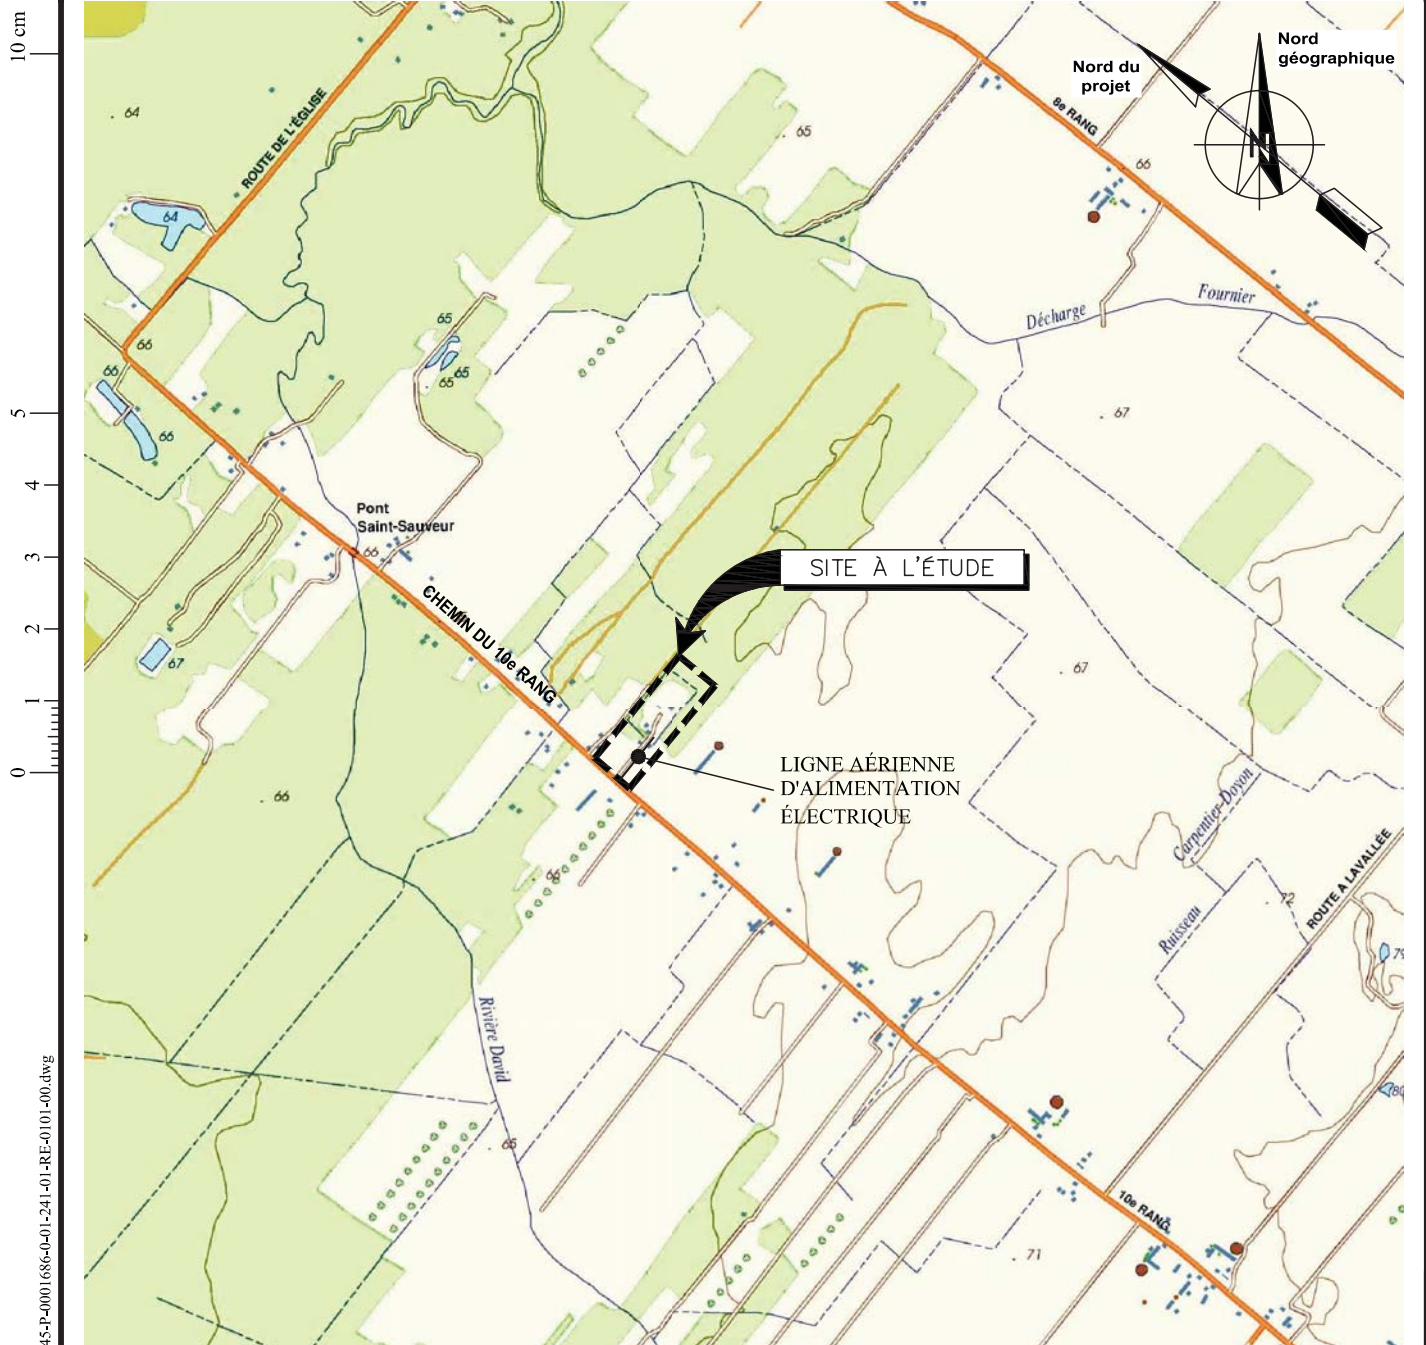 10 cm
5
4
3
2
1
0
45-P-0001686-0-01-241-01-RE-0101-00.dwg
Nord
géographique
Nord du
projet
N
8e RANG
66
65
64
ROUTE DE L'ÉGLISE
64
Fournier
Décharge
65
65
65
66
66
66
67
Pont
Saint-Sauveur
66
SITE À L'ÉTUDE
CHEMIN DU 10e RANG
67
67
LIGNE AÉRIENNE
D'ALIMENTATION
ÉLECTRIQUE
66
66
Carpentier-Doyon
Ruisseau
ROUTE A LAVALLÉE
72
79
Rivière David
80
65
10e RANG
71